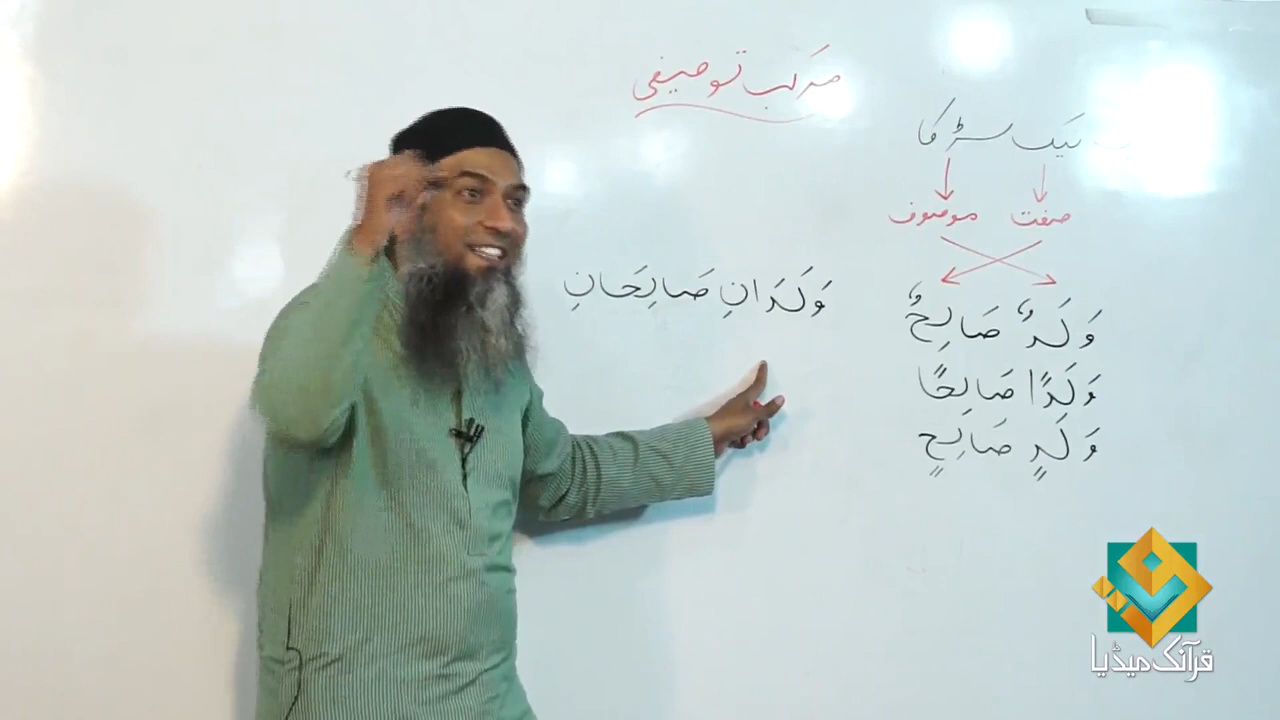 مرکب توصیفی
نیک لڑکا
صفت موصوف
وَلَدٌ صَالِحٌ
وَلَدًا صَالِحًا
وَلَدٍ صَالِحٍ
وَلَدَانِ صَالِحَانِ
قرآنک میڈیا